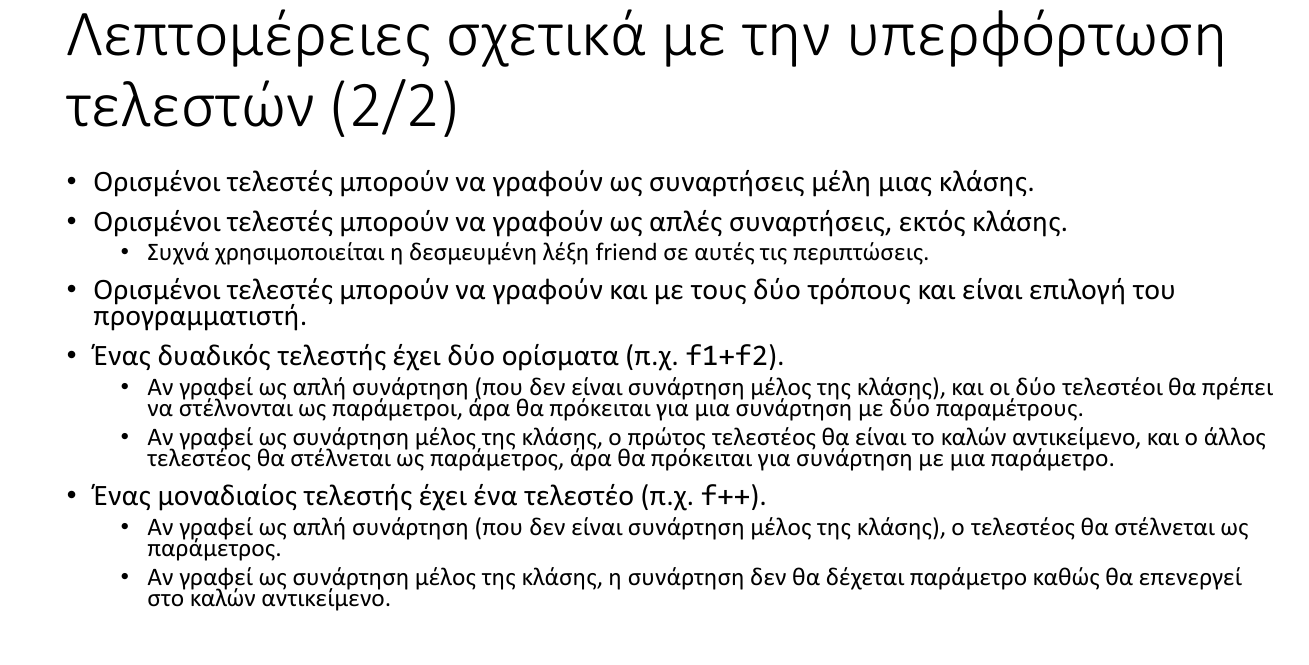 Λεπτομέρειες σχετικά με την υπερφόρτωση
τελεστών (2/2)
• Ορισμένοι τελεστές μπορούν να γραφούν ως συναρτήσεις μέλη μιας κλάσης.
• Ορισμένοι τελεστές μπορούν να γραφούν ως απλές συναρτήσεις, εκτός κλάσης.
• Συχνά χρησιμοποιείται η δεσμευμένη λέξη friend σε αυτές τις περιπτώσεις.
• Ορισμένοι τελεστές μπορούν να γραφούν και με τους δύο τρόπους και είναι επιλογή του
προγραμματιστή.
• Ένας δυαδικός τελεστής έχει δύο ορίσματα (π.χ. f1+f2).
• Αν γραφεί ως απλή συνάρτηση (που δεν είναι συνάρτηση μέλος της κλάσης), και οι δύο τελεστέοι θα πρέπει
να στέλνονται ως παράμετροι, άρα θα πρόκειται για μια συνάρτηση με δύο παραμέτρους.
• Αν γραφεί ως συνάρτηση μέλος της κλάσης, ο πρώτος τελεστέος θα είναι το καλών αντικείμενο, και ο άλλος
τελεστέος θα στέλνεται ως παράμετρος, άρα θα πρόκειται για συνάρτηση με μια παράμετρο.
• Ένας μοναδιαίος τελεστής έχει ένα τελεστέο (π.χ. f++).
• Αν γραφεί ως απλή συνάρτηση (που δεν είναι συνάρτηση μέλος της κλάσης), ο τελεστέος θα στέλνεται ως
παράμετρος.
• Αν γραφεί ως συνάρτηση μέλος της κλάσης, η συνάρτηση δεν θα δέχεται παράμετρο καθώς θα επενεργεί
στο καλών αντικείμενο.